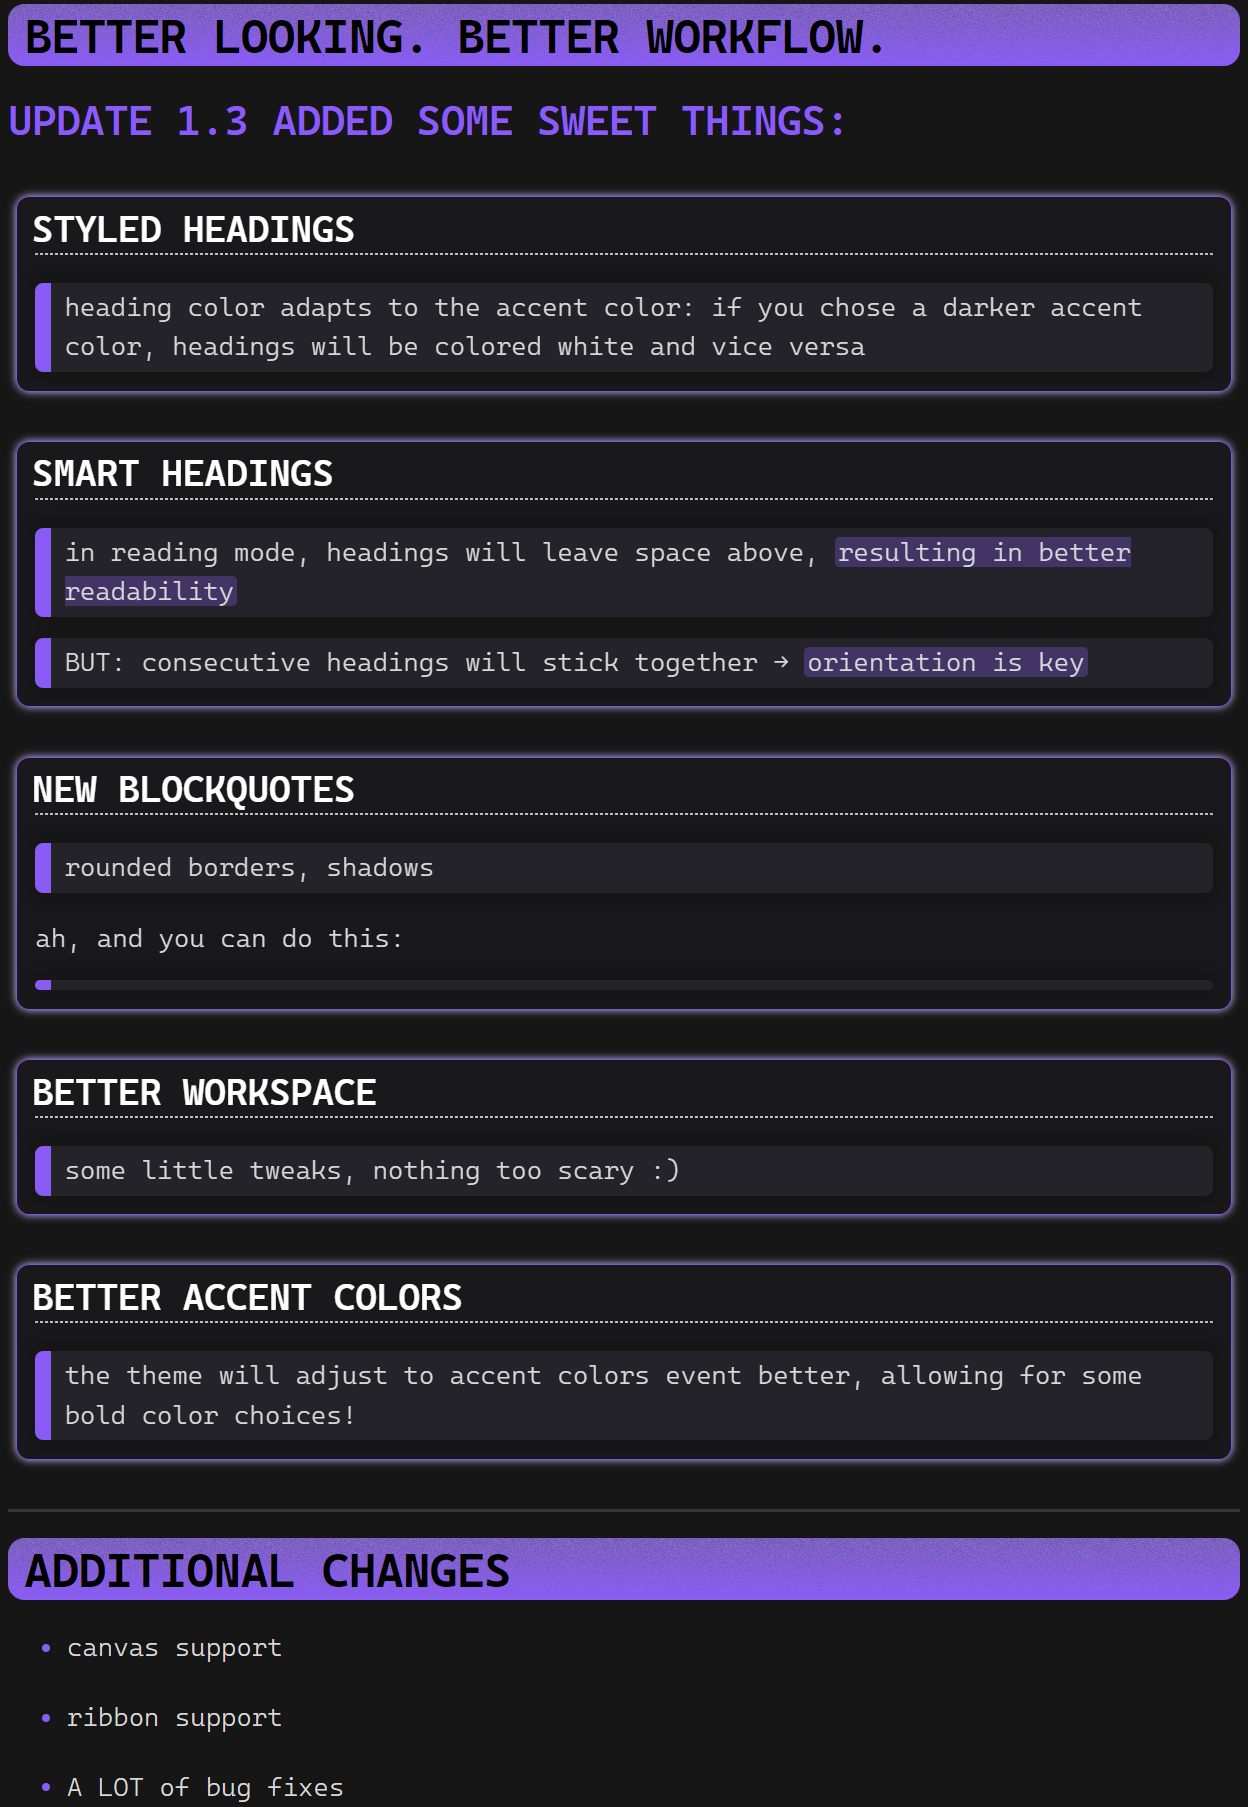 BETTER LOOKING. BETTER WORKFLOW.
UPDATE 1.3 ADDED SOME SWEET THINGS:
STYLED HEADINGS
heading color adapts to the accent color: if you chose a darker accent
color, headings will be colored white and vice versa
SMART HEADINGS
in reading mode, headings will leave space above, resulting in better
readability
BUT: consecutive headings will stick together → orientation is key
NEW BLOCKQUOTES
rounded borders, shadows
ah, and you can do this:
BETTER WORKSPACE
some little tweaks, nothing too scary :)
BETTER ACCENT COLORS
the theme will adjust to accent colors event better, allowing for some
bold color choices!
ADDITIONAL CHANGES
• canvas support
• ribbon support
• A LOT of bug fixes